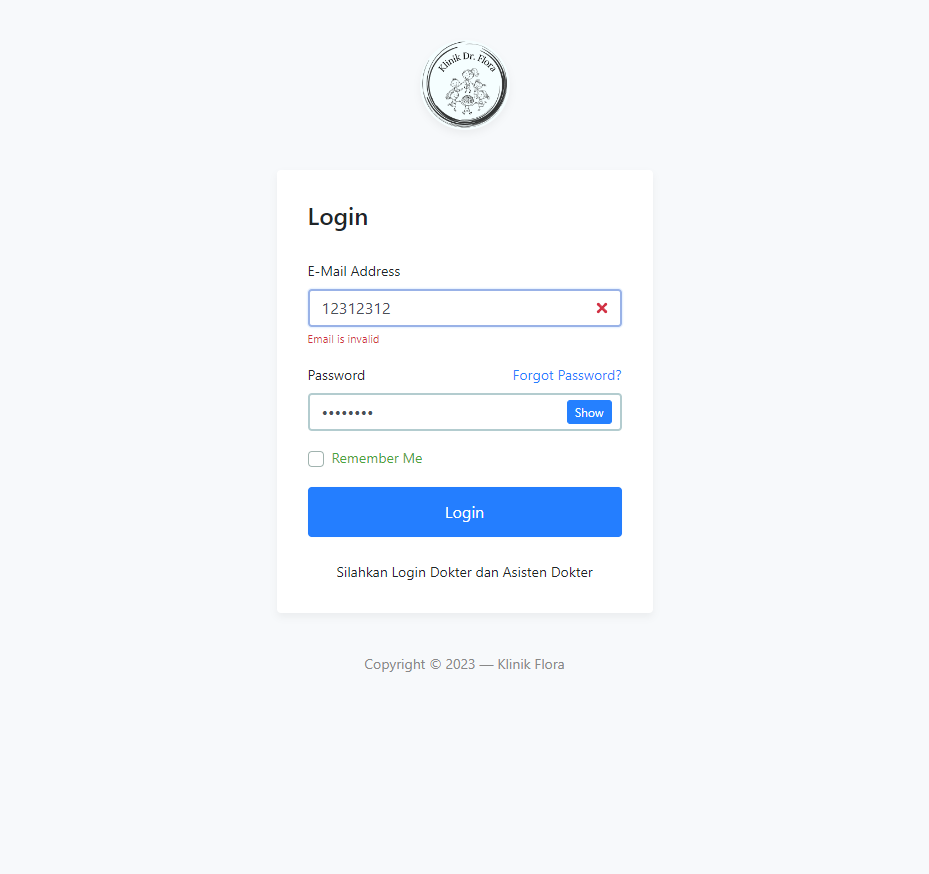 Klinik Dr. Flora
Login
E-Mail Address
12312312
Email is invalid
Password
Forgot Password?
••••••••
Show
Remember Me
Login
Silahkan Login Dokter dan Asisten Dokter
Copyright © 2023 — Klinik Flora